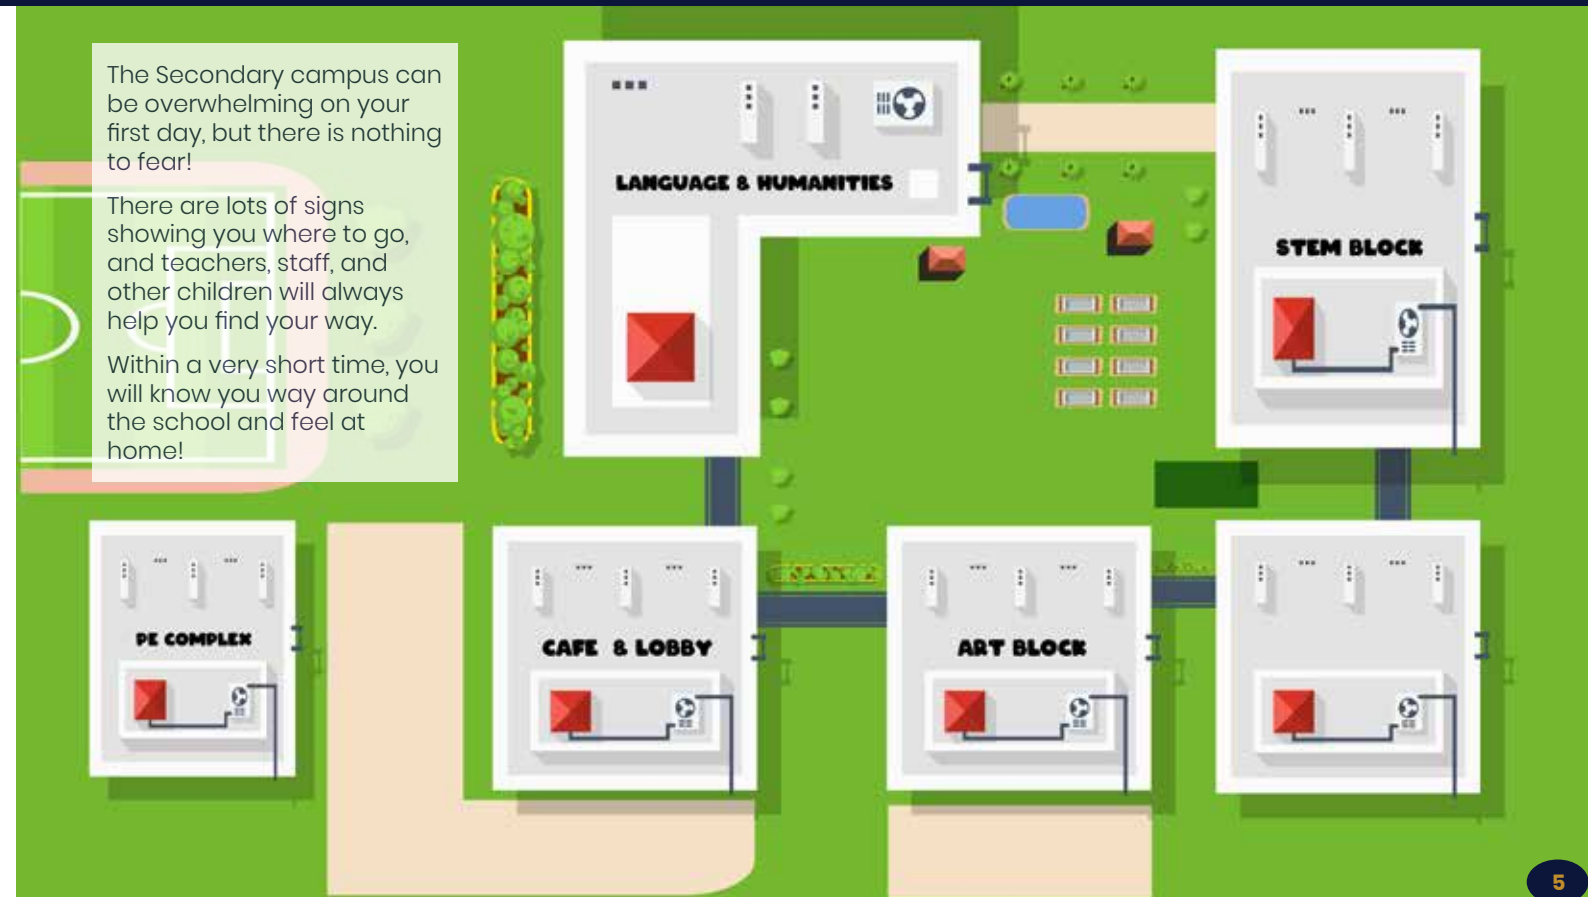 The Secondary campus can
be overwhelming on your
first day, but there is nothing
to fear!
There are lots of signs
showing you where to go,
and teachers, staff, and
other children will always
help you find your way.
Within a very short time, you
will know you way around
the school and feel at
home!
LANGUAGE & HUMANITIES
STEM BLOCK
PE COMPLEX
CAFE & LOBBY
ART BLOCK
5